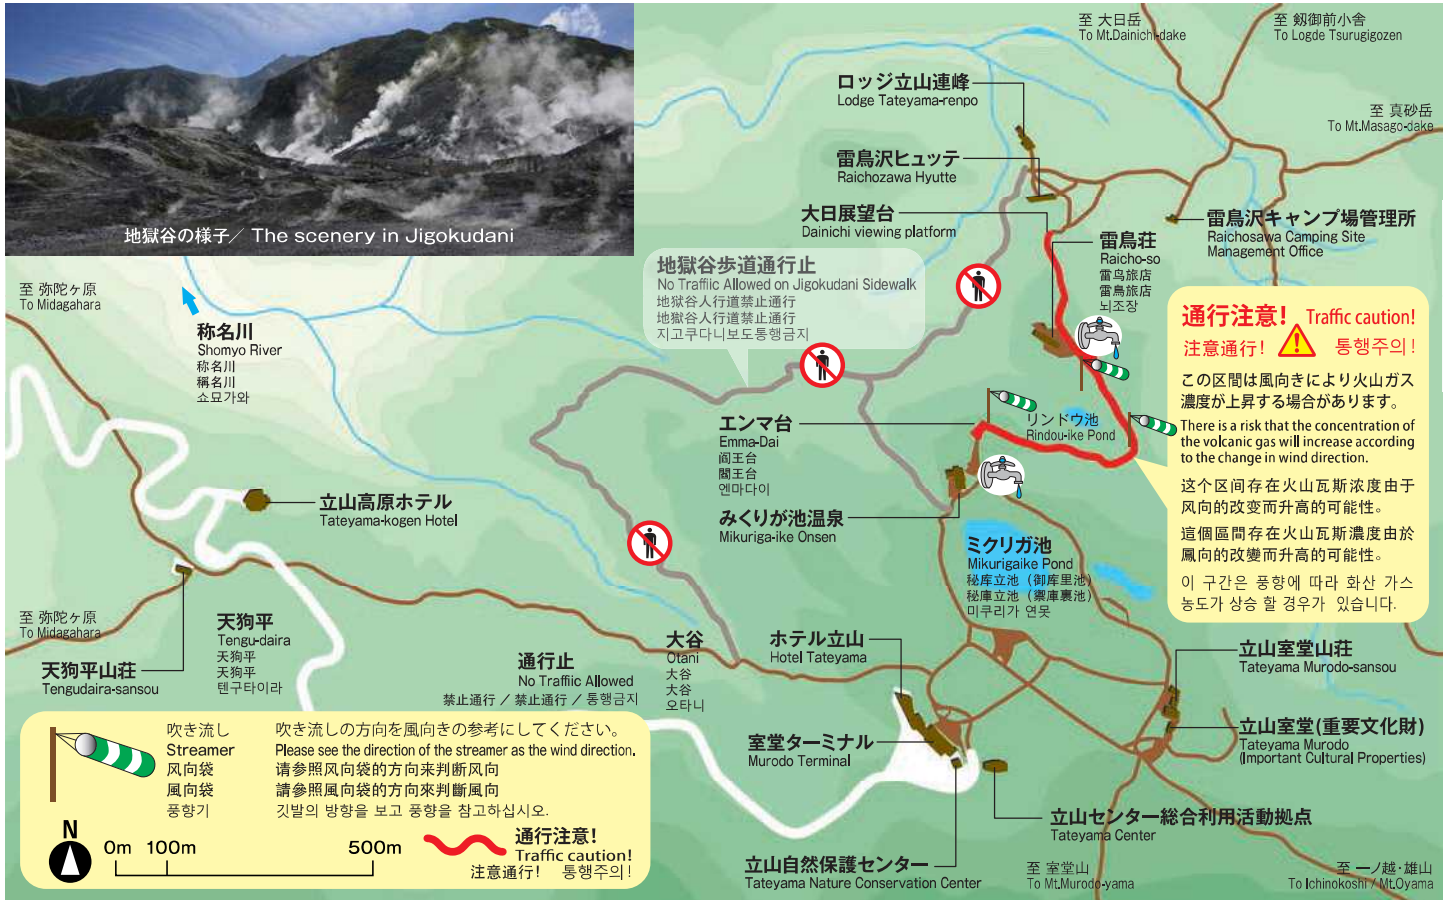 地獄谷の様子／ The scenery in Jigokudani
至 大日岳
To Mt.Dainichi-dake
至 剱御前小舎
To Logde Tsurugigozen
ロッジ立山連峰
Lodge Tateyama-renpo
至 真砂岳
To Mt.Masago-dake
雷鳥沢ヒュッテ
Raichozawa Hyutte
大日展望台
Dainichi viewing platform
雷鳥沢キャンプ場管理所
Raichosawa Camping Site
Management Office
雷鳥荘
Raicho-so
雷鸟旅店
雷鳥旅店
뇌조장
地獄谷歩道通行止
No Traffiic Allowed on Jigokudani Sidewalk
地狱谷人行道禁止通行
地獄谷人行道禁止通行
지고쿠다니보도통행금지
至 弥陀ヶ原
To Midagahara
称名川
Shomyo River
称名川
稱名川
쇼묘가와
通行注意! Traffic caution!
注意通行! 통행주의!
この区間は風向きにより火山ガス
濃度が上昇する場合があります。
There is a risk that the concentration of
the volcanic gas will increase according
to the change in wind direction.
这个区间存在火山瓦斯浓度由于
风向的改变而升高的可能性。
這個區間存在火山瓦斯濃度由於
風向的改變而升高的可能性。
이 구간은 풍향에 따라 화산 가스
농도가 상승 할 경우가 있습니다.
エンマ台
Emma-Dai
阎王台
閻王台
엔마다이
リンドウ池
Rindou-ike Pond
みくりが池温泉
Mikuriga-ike Onsen
ミクリガ池
Mikurigaike Pond
秘库立池（御库里池）
秘庫立池（禦庫裏池）
미쿠리가 연못
立山高原ホテル
Tateyama-kogen Hotel
至 弥陀ヶ原
To Midagahara
天狗平山荘
Tengudaira-sansou
天狗平
Tengu-daira
天狗平
天狗平
텐구타이라
通行止
No Traffiic Allowed
禁止通行 ／ 禁止通行 ／ 통행금지
大谷
Otani
大谷
大谷
오타니
ホテル立山
Hotel Tateyama
立山室堂山荘
Tateyama Murodo-sansou
立山室堂(重要文化財)
Tateyama Murodo
(Important Cultural Properties)
室堂ターミナル
Murodo Terminal
立山センター総合利用活動拠点
Tateyama Center
立山自然保護センター
Tateyama Nature Conservation Center
至 室堂山
To Mt.Murodo-yama
至 一ノ越・雄山
To Ichinokoshi / Mt.Oyama
吹き流し
Streamer
风向袋
風向袋
풍향기
吹き流しの方向を風向きの参考にしてください。
Please see the direction of the streamer as the wind direction.
请参照风向袋的方向来判断风向
請參照風向袋的方向來判斷風向
깃발의 방향을 보고 풍향을 참고하십시오.
N
0m 100m 500m
通行注意!
Traffic caution!
注意通行! 통행주의!